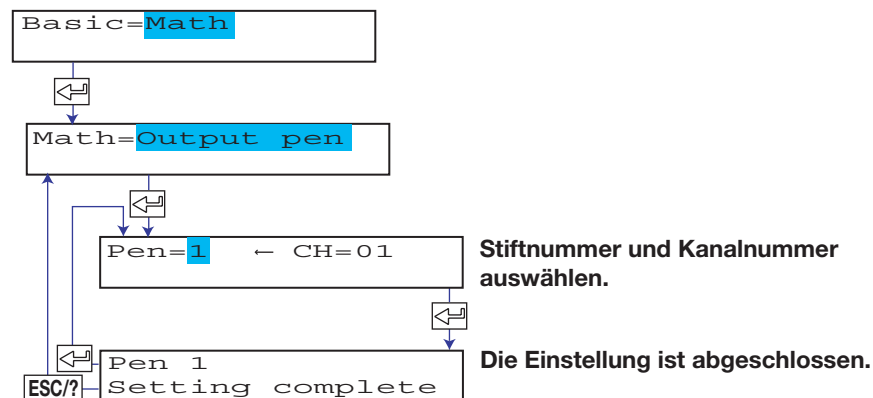 Basic=Math
Math=Output pen
Pen=1 ← CH=01
Stiftnummer und Kanalnummer
auswählen.
Pen 1
Setting complete
Die Einstellung ist abgeschlossen.
ESC/?